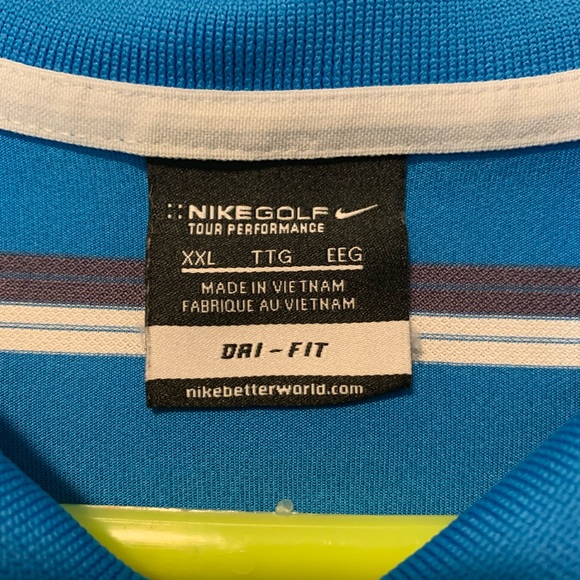 NIKEGOLF
TOUR PERFORMANCE
XXL TTG EEG
MADE IN VIETNAM
FABRIQUE AU VIETNAM
DRI-FIT
nikebetterworld.com